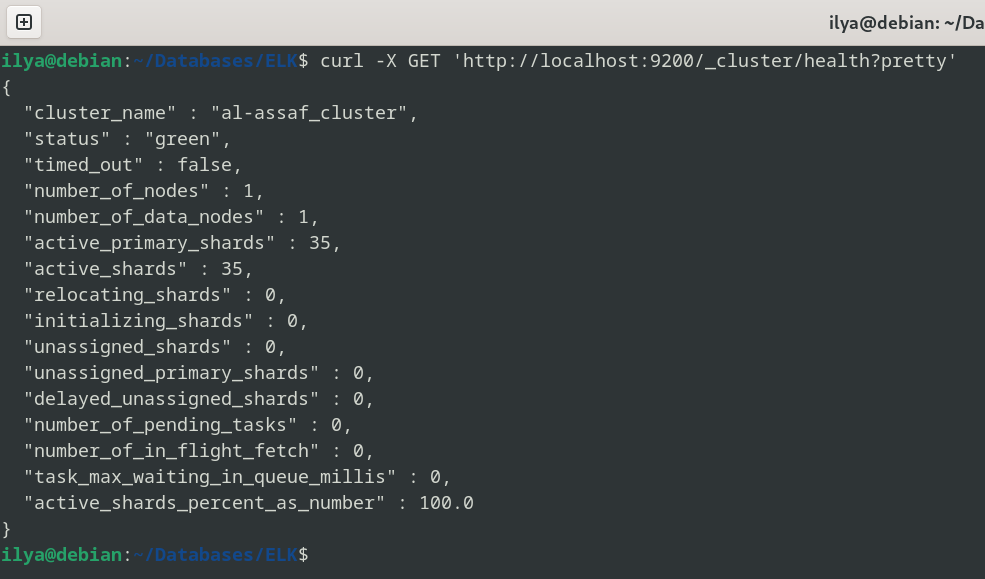 ilya@debian: ~/Da
ilya@debian:~/Databases/ELK$ curl -X GET 'http://localhost:9200/_cluster/health?pretty'
{
  "cluster_name" : "al-assaf_cluster",
  "status" : "green",
  "timed_out" : false,
  "number_of_nodes" : 1,
  "number_of_data_nodes" : 1,
  "active_primary_shards" : 35,
  "active_shards" : 35,
  "relocating_shards" : 0,
  "initializing_shards" : 0,
  "unassigned_shards" : 0,
  "unassigned_primary_shards" : 0,
  "delayed_unassigned_shards" : 0,
  "number_of_pending_tasks" : 0,
  "number_of_in_flight_fetch" : 0,
  "task_max_waiting_in_queue_millis" : 0,
  "active_shards_percent_as_number" : 100.0
}
ilya@debian:~/Databases/ELK$